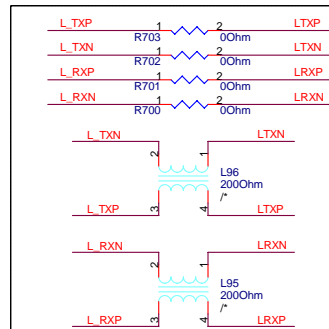 L_TXP 1 2 LTXP
R703 0Ohm
L_TXN 1 2 LTXN
R702 0Ohm
L_RXP 1 2 LRXP
R701 0Ohm
L_RXN 1 2 LRXN
R700 0Ohm
L_TXN LTXN
2 1
L96
200Ohm
/*
3 4
L_TXP LTXP
L_RXN LRXN
2 1
L95
200Ohm
/*
3 4
L_RXP LRXP